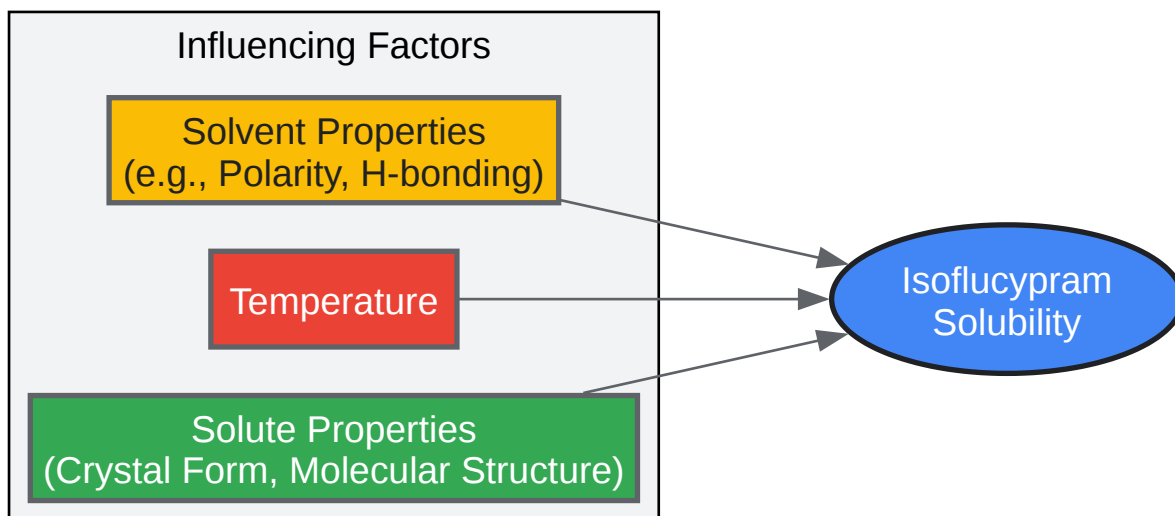 Influencing Factors
Solvent Properties
(e.g., Polarity, H-bonding)
Temperature
Solute Properties
(Crystal Form, Molecular Structure)
Isoflucypram
Solubility